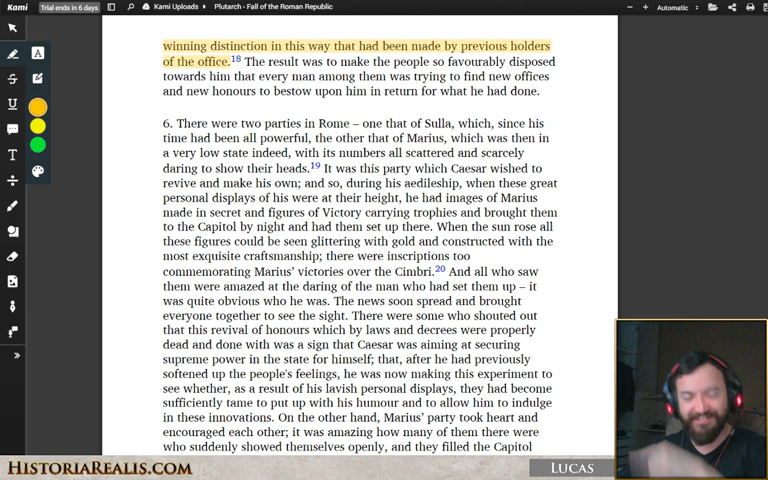 Kami
Trial ends in 6 days
Kami Uploads
Plutarch - Fall of the Roman Republic
Automatic
winning distinction in this way that had been made by previous holders
of the office.18 The result was to make the people so favourably disposed
towards him that every man among them was trying to find new offices
and new honours to bestow upon him in return for what he had done.
6. There were two parties in Rome – one that of Sulla, which, since his
time had been all powerful, the other that of Marius, which was then in
a very low state indeed, with its numbers all scattered and scarcely
daring to show their heads.19 It was this party which Caesar wished to
revive and make his own; and so, during his aedileship, when these great
personal displays of his were at their height, he had images of Marius
made in secret and figures of Victory carrying trophies and brought them
to the Capitol by night and had them set up there. When the sun rose all
these figures could be seen glittering with gold and constructed with the
most exquisite craftsmanship; there were inscriptions too
commemorating Marius’ victories over the Cimbri.20 And all who saw
them were amazed at the daring of the man who had set them up – it
was quite obvious who he was. The news soon spread and brought
everyone together to see the sight. There were some who shouted out
that this revival of honours which by laws and decrees were properly
dead and done with was a sign that Caesar was aiming at securing
supreme power in the state for himself; that, after he had previously
softened up the people’s feelings, he was now making this experiment to
see whether, as a result of his lavish personal displays, they had become
sufficiently tame to put up with his humour and to allow him to indulge
in these innovations. On the other hand, Marius’ party took heart and
encouraged each other; it was amazing how many of them there were
who suddenly showed themselves openly, and they filled the Capitol
HISTORIAREALIS.COM
LUCAS